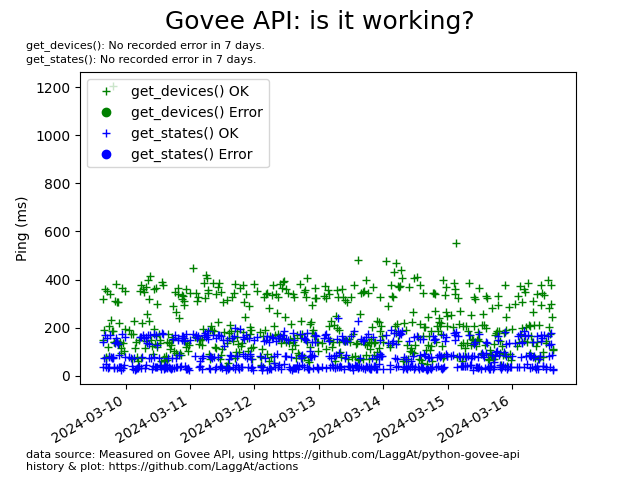 Govee API: is it working?
get_devices(): No recorded error in 7 days.
get_states(): No recorded error in 7 days.
get_devices() OK
get_devices() Error
get_states() OK
get_states() Error
1200
1000
800
600
400
200
0
Ping (ms)
2024-03-10
2024-03-11
2024-03-12
2024-03-13
2024-03-14
2024-03-15
2024-03-16
data source: Measured on Govee API, using https://github.com/LaggAt/python-govee-api
history & plot: https://github.com/LaggAt/actions